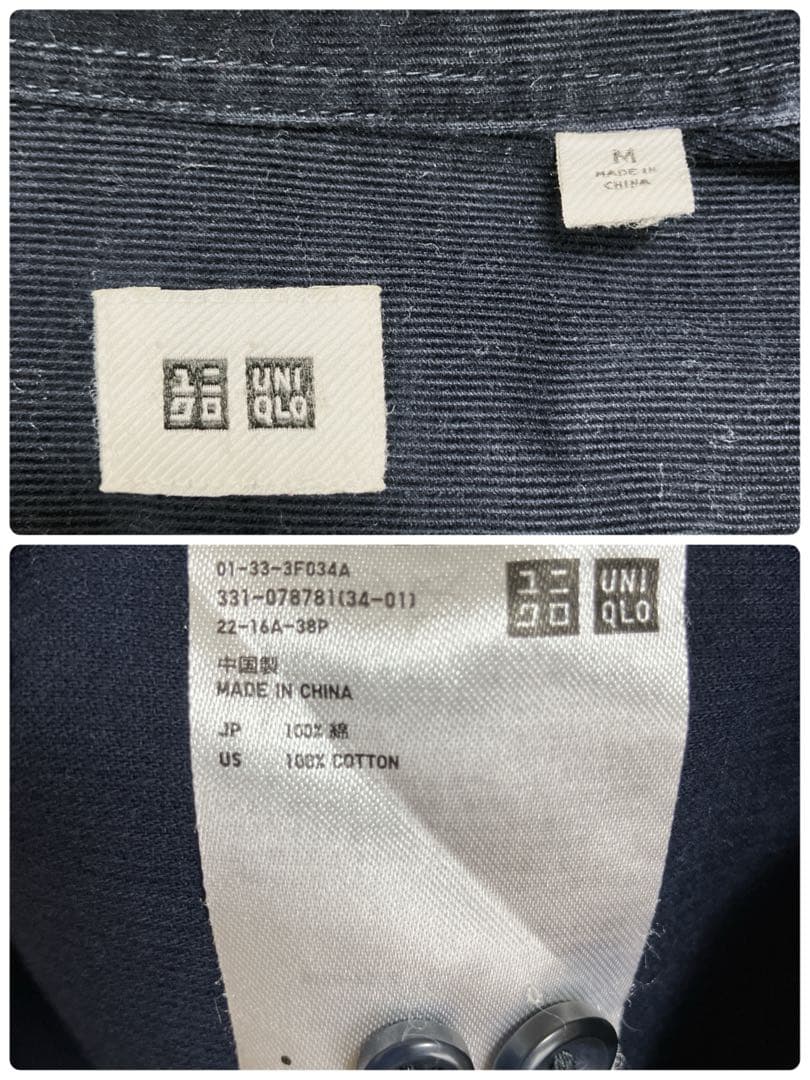 M
MADE IN
CHINA
ユニ UNI
クロ QLO
01-33-3F034A
331-078781(34-01)
22-16A-38P
中国製
MADE IN CHINA
JP 100% 綿
US 100% COTTON
ユニ UNI
クロ QLO